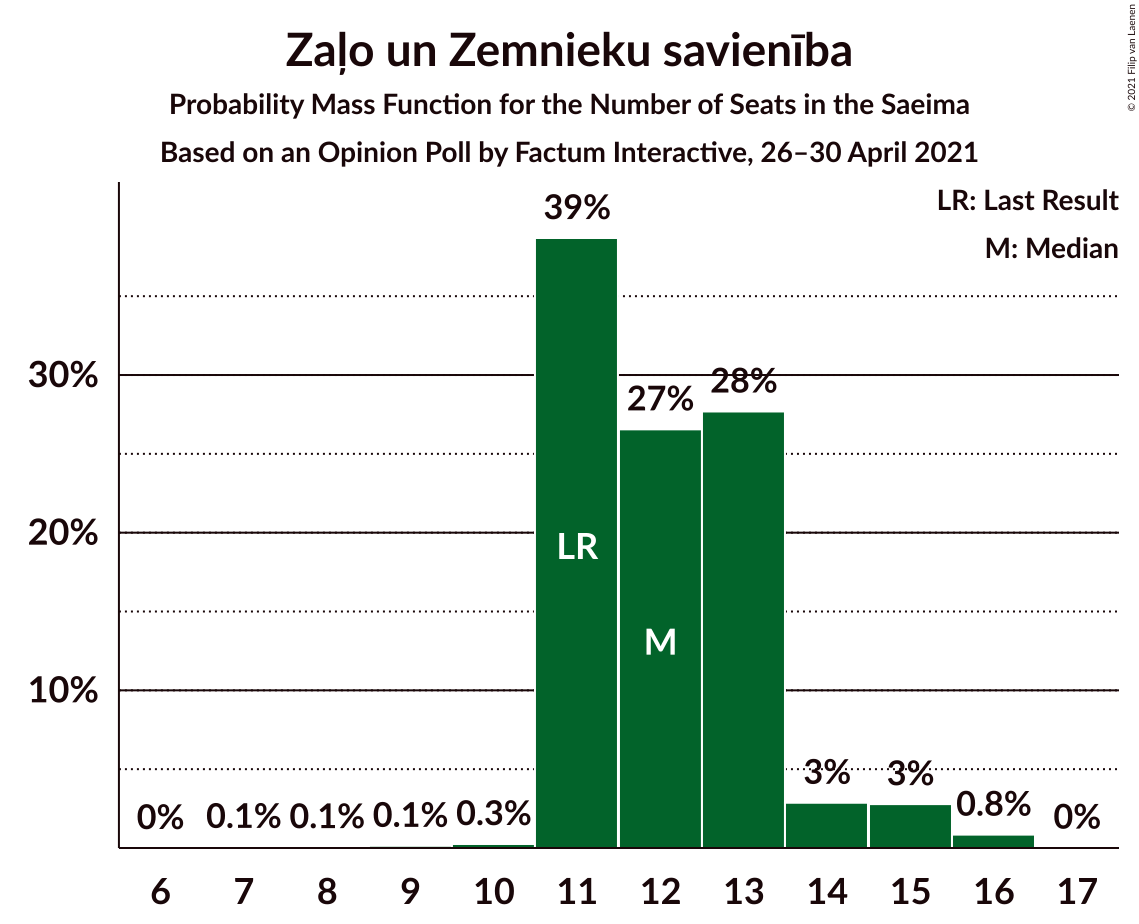 Zaļo un Zemnieku savienība
Probability Mass Function for the Number of Seats in the Saeima
Based on an Opinion Poll by Factum Interactive, 26–30 April 2021
© 2021 Filip van Laenen
LR: Last Result
M: Median
39%
30%
28%
27%
20%
LR
M
10%
3%
3%
0%
0.1%
0.1%
0.1%
0.3%
0.8%
0%
6 7 8 9 10 11 12 13 14 15 16 17